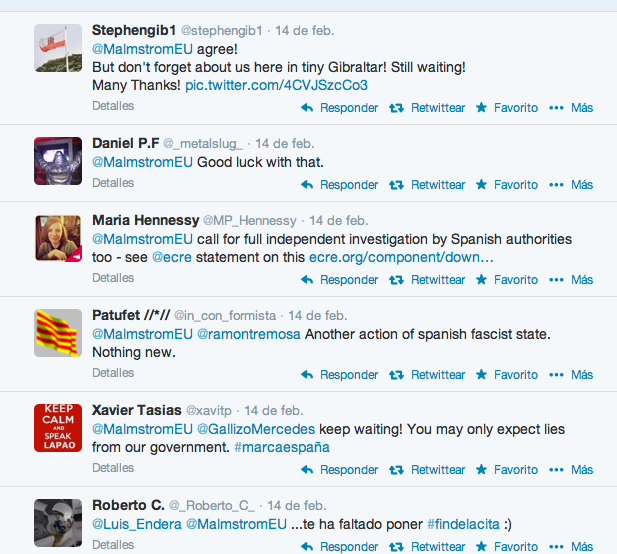 Stephengib1 @stephengib1 · 14 de feb.
@MalmstromEU agree!
But don't forget about us here in tiny Gibraltar! Still waiting!
Many Thanks! pic.twitter.com/4CVJSzcCo3
Detalles Responder Retwittear Favorito ••• Más
Daniel P.F @_metalslug_ · 14 de feb.
@MalmstromEU Good luck with that.
Detalles Responder Retwittear Favorito ••• Más
Maria Hennessy @MP_Hennessy · 14 de feb.
@MalmstromEU call for full independent investigation by Spanish authorities
too - see @ecre statement on this ecre.org/component/down…
Detalles Responder Retwittear Favorito ••• Más
Patufet //*// @in_con_formista · 14 de feb.
@MalmstromEU @ramontremosa Another action of spanish fascist state.
Nothing new.
Detalles Responder Retwittear Favorito ••• Más
KEEP
CALM
AND
SPEAK
LAPAO
Xavier Tasias @xavitp · 14 de feb.
@MalmstromEU @GallizoMercedes keep waiting! You may only expect lies
from our government. #marcaespaña
Detalles Responder Retwittear Favorito ••• Más
Roberto C. @_Roberto_C_ · 14 de feb.
@Luis_Endera @MalmstromEU ...te ha faltado poner #findelacita :)
Detalles Responder Retwittear Favorito ••• Más